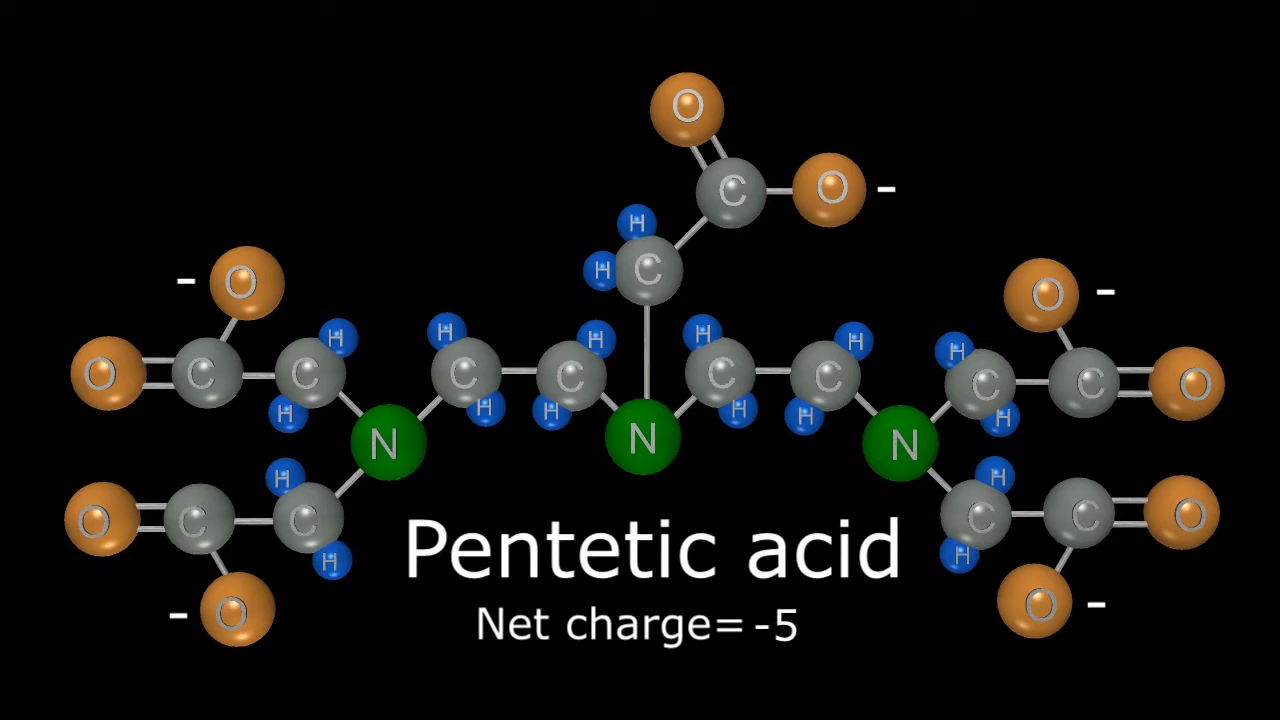 O
C O -
H
H C
- O
O -
H H H H H
O C C C C C C C C O
H H H H H H
N N N
H H
O C C C C O
H H
Pentetic acid
- O
O -
Net charge= -5